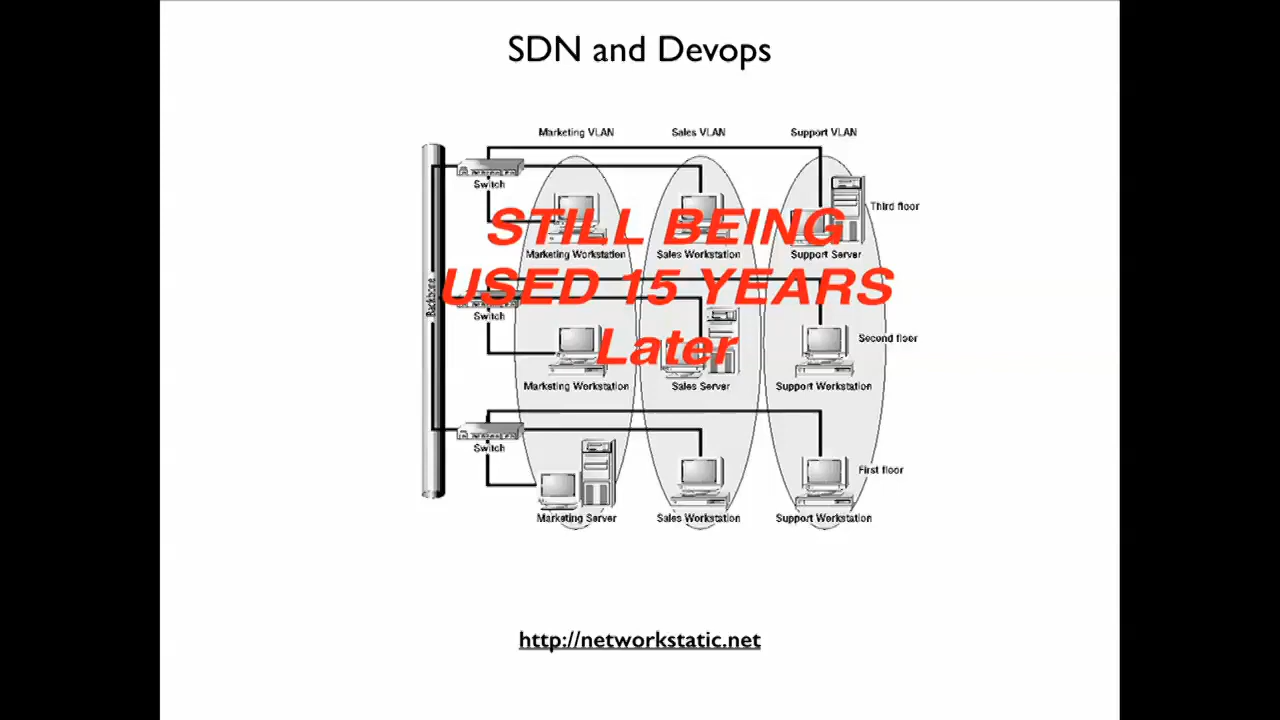 SDN and Devops
Marketing VLAN
Sales VLAN
Support VLAN
Switch
Third floor
STILL BEING
Marketing Workstation
Sales Workstation
Support Server
USED 15 YEARS
Backbone
Switch
Second floor
Later
Marketing Workstation
Sales Server
Support Workstation
Switch
First floor
Marketing Server
Sales Workstation
Support Workstation
http://networkstatic.net